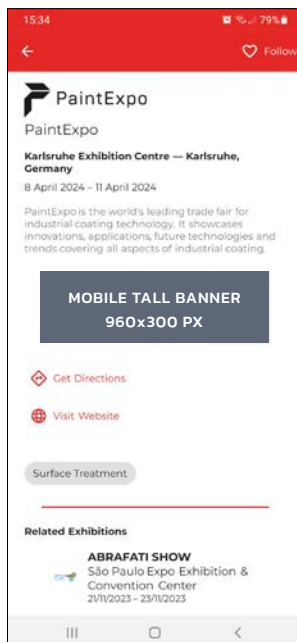 15:34
79%
Follow
PaintExpo
PaintExpo
Karlsruhe Exhibition Centre — Karlsruhe,
Germany
8 April 2024 – 11 April 2024
PaintExpo is the world's leading trade fair for
industrial coating technology. It showcases
innovations, applications, future technologies and
trends covering all aspects of industrial coating.
MOBILE TALL BANNER
960x300 PX
Get Directions
Visit Website
Surface Treatment
Related Exhibitions
ABRAFATI SHOW
São Paulo Expo Exhibition &
Convention Center
21/11/2023 – 23/11/2023